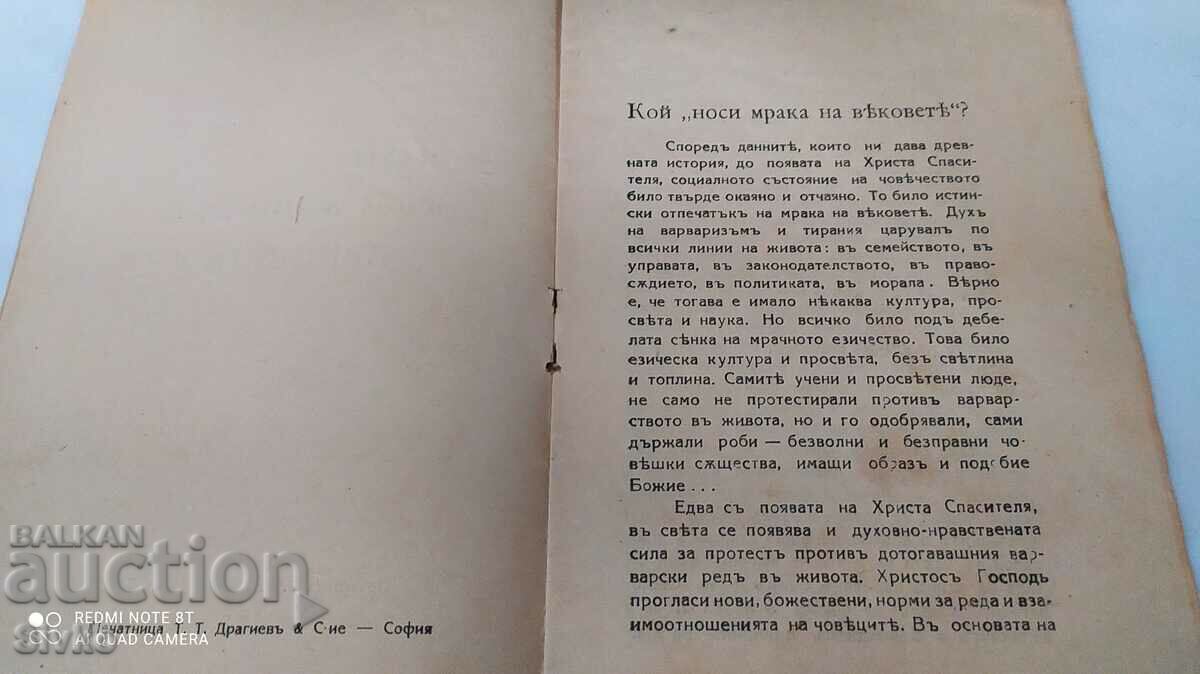 Печатница Т. Т. Драгиевъ & С-ие — София
Кой „носи мрака на вѣковетѣ“?
Споредъ даннитѣ, които ни дава древ-
ната история, до появата на Христа Спаси-
теля, социалното състояние на човѣчеството
било твърде окаяно и отчаяно. То било истин-
ски отпечатъкъ на мрака на вѣковетѣ. Духъ
на варваризъмъ и тирания царувалъ по
всички линии на живота: въ семейството, въ
управата, въ законодателството, въ право-
сѫдието, въ политиката, въ морала. Вѣрно
е, че тогава е имало нѣкаква култура, про-
свѣта и наука. Но всичко било подъ дебе-
лата сѣнка на мрачното езичество. Това било
езическа култура и просвѣта, безъ свѣтлина
и топлина. Самитѣ учени и просвѣтени люде,
не само не протестирали противъ варвар-
ството въ живота, но и го одобрявали, сами
държали роби — безволни и безправни чо-
вѣшки сѫщества, имащи образъ и подобие
Божие...
Едва съ появата на Христа Спасителя,
въ свѣта се появява и духовно-нравствената
сила за протестъ противъ дотогавашния вар-
варски редъ въ живота. Христосъ Господь
прогласи нови, божествени, норми за реда и вза-
имоотношенията на човѣцитѣ. Въ основата на
BALKAN
auction
REDMI NOTE 8T
AI QUAD CAMERA